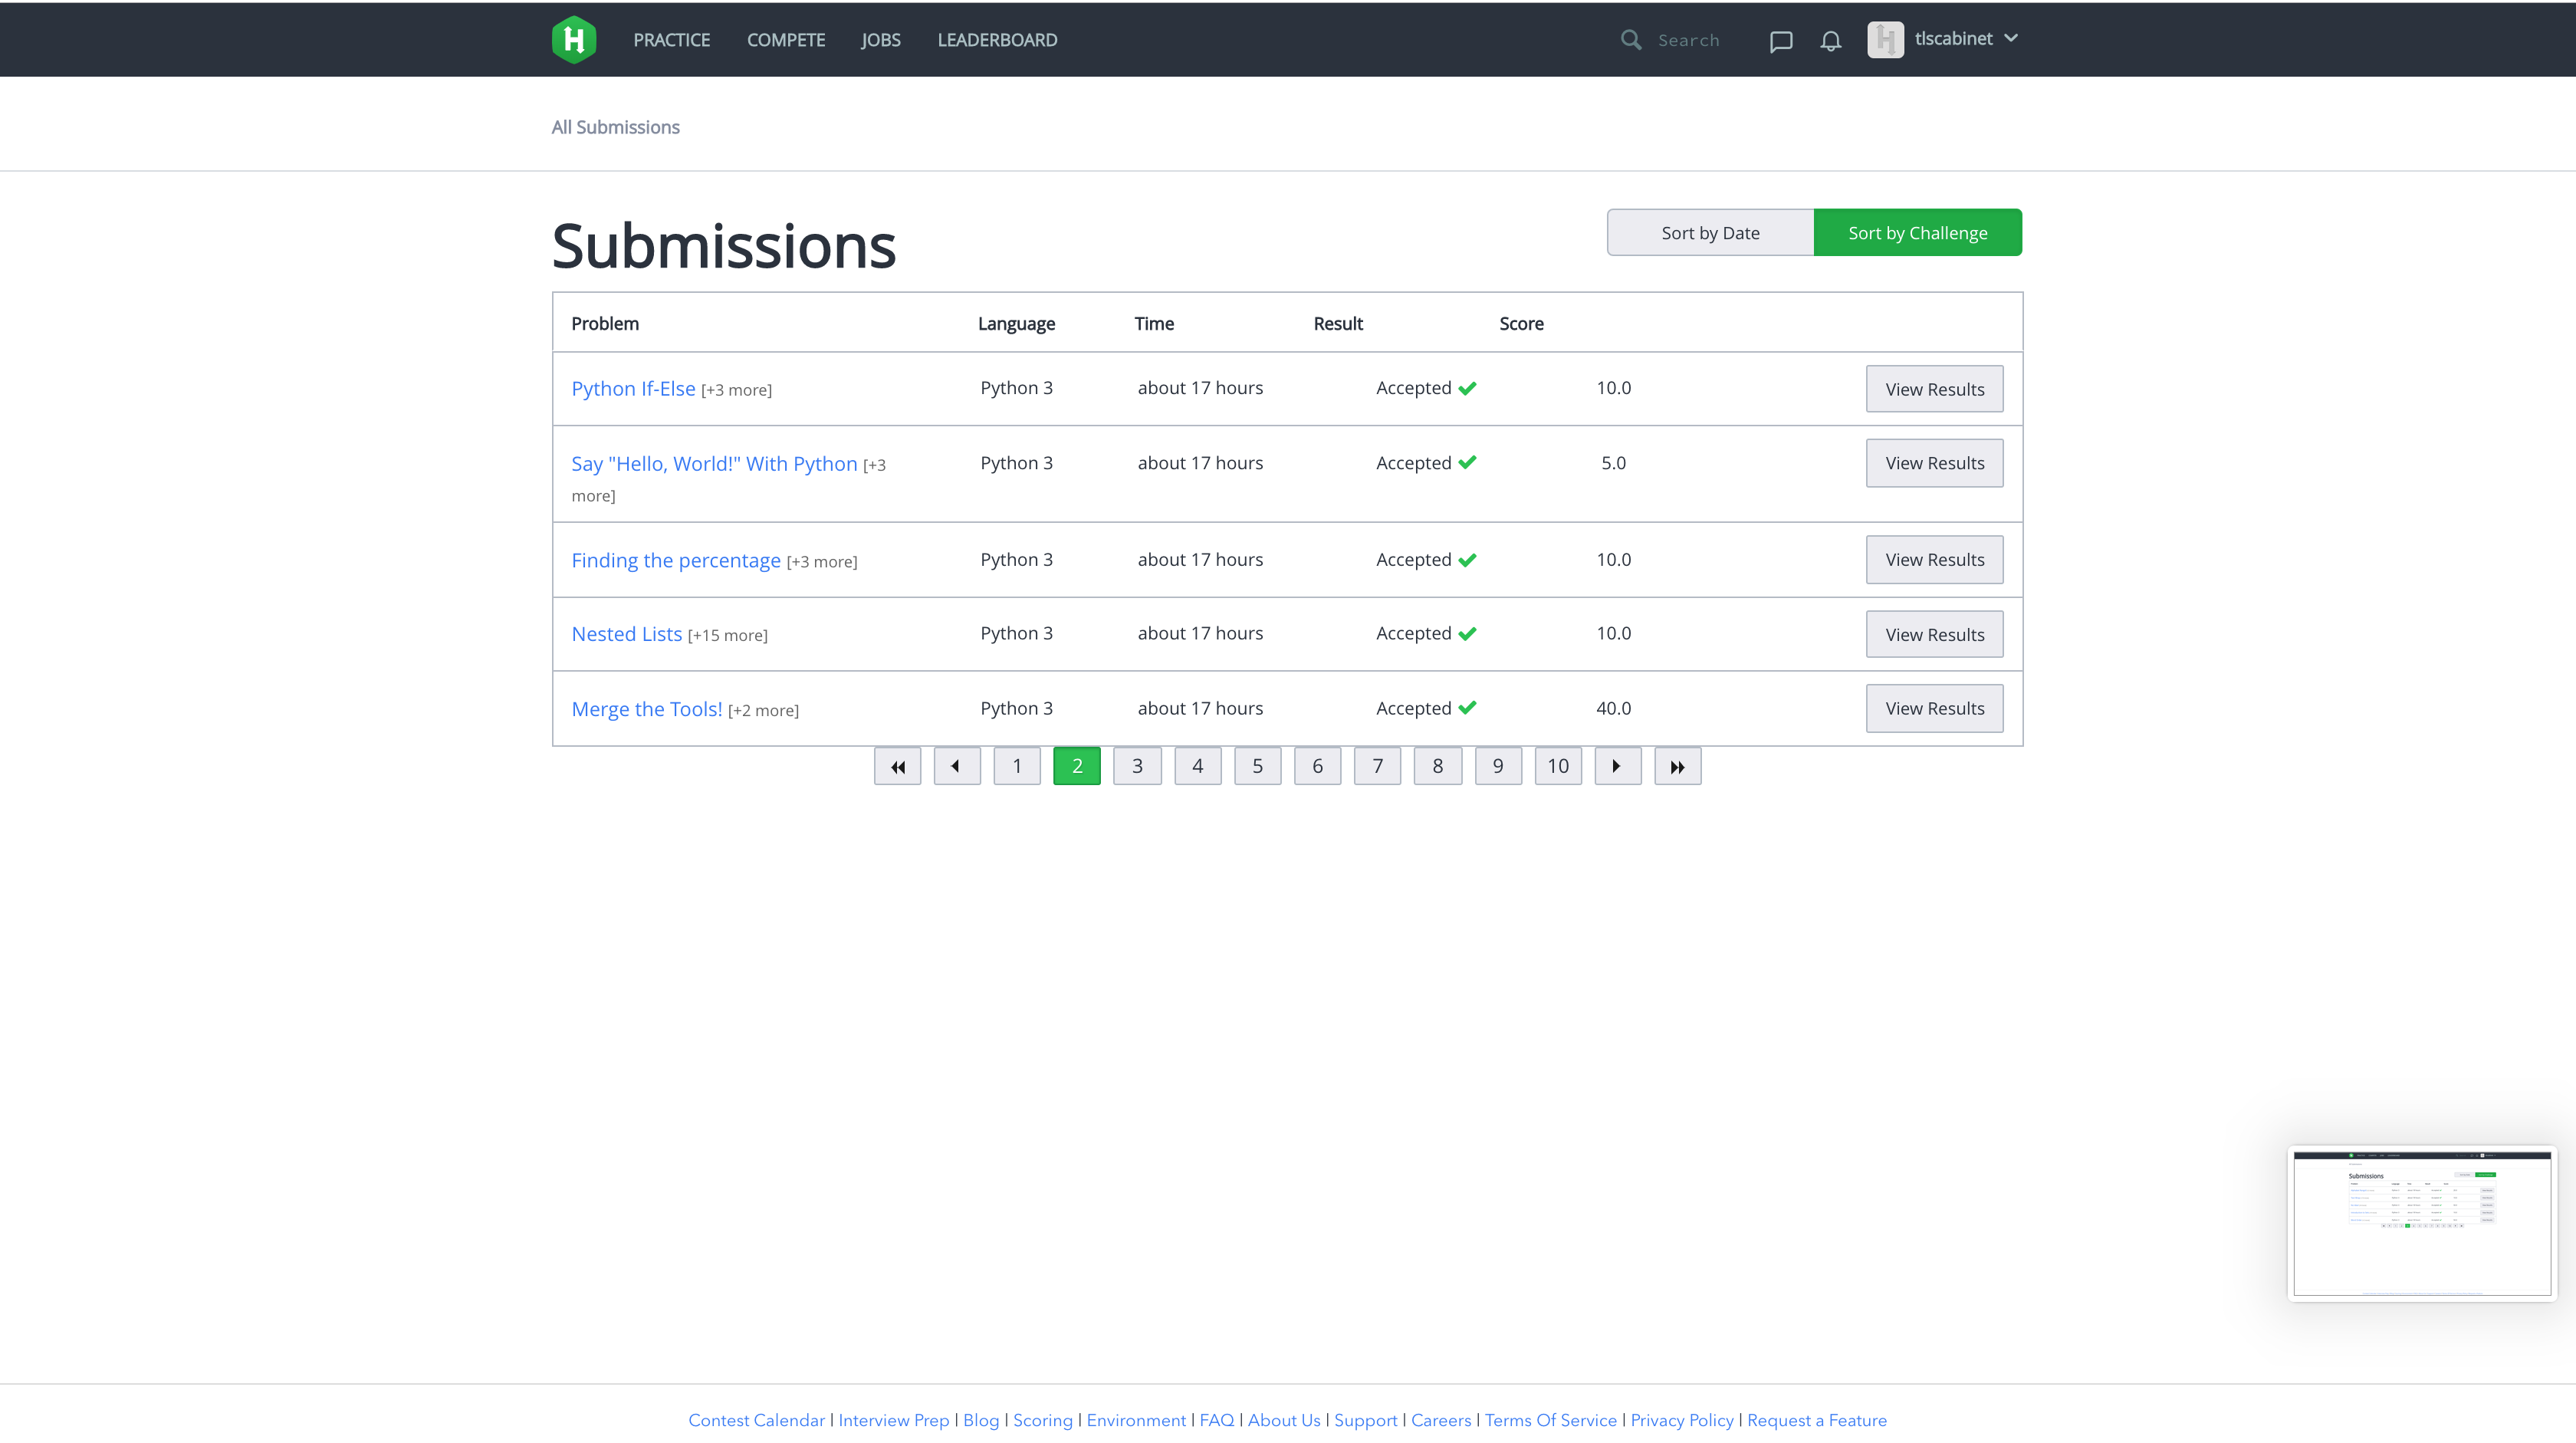 PRACTICE COMPETE JOBS LEADERBOARD Search tlscabinet
All Submissions
Submissions
Sort by Date Sort by Challenge
Problem Language Time Result Score
Python If-Else [+3 more] Python 3 about 17 hours Accepted 10.0 View Results
Say "Hello, World!" With Python [+3 Python 3 about 17 hours Accepted 5.0 View Results
more]
Finding the percentage [+3 more] Python 3 about 17 hours Accepted 10.0 View Results
Nested Lists [+15 more] Python 3 about 17 hours Accepted 10.0 View Results
Merge the Tools! [+2 more] Python 3 about 17 hours Accepted 40.0 View Results
1 2 3 4 5 6 7 8 9 10
Submissions
Contest Calendar | Interview Prep | Blog | Scoring | Environment | FAQ | About Us | Support | Careers | Terms Of Service | Privacy Policy | Request a Feature